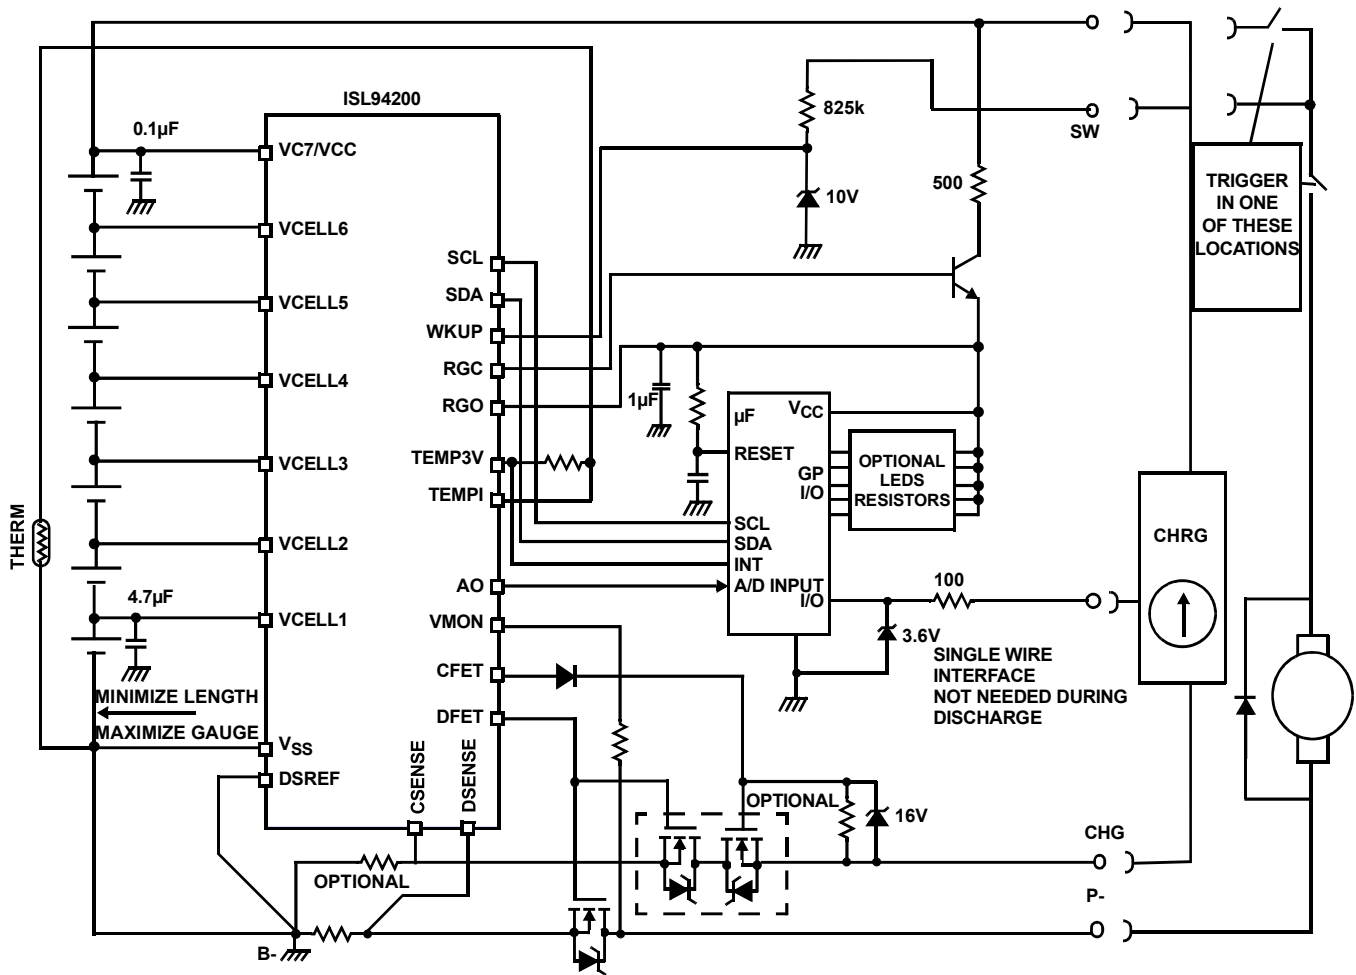 ISL94200
0.1µF
VC7/VCC
VCELL6
VCELL5
VCELL4
VCELL3
VCELL2
4.7µF
VCELL1
THERM
MINIMIZE LENGTH
MAXIMIZE GAUGE
VSS
DSREF
SCL
SDA
WKUP
RGC
RGO
TEMP3V
TEMPI
AO
VMON
CFET
DFET
CSENSE
DSENSE
OPTIONAL
B-
825k
10V
500
SW
TRIGGER
IN ONE
OF THESE
LOCATIONS
1µF
µF
VCC
RESET
GP
I/O
SCL
SDA
INT
A/D INPUT
I/O
OPTIONAL
LEDS
RESISTORS
100
3.6V
SINGLE WIRE
INTERFACE
NOT NEEDED DURING
DISCHARGE
CHRG
OPTIONAL
16V
CHG
P-